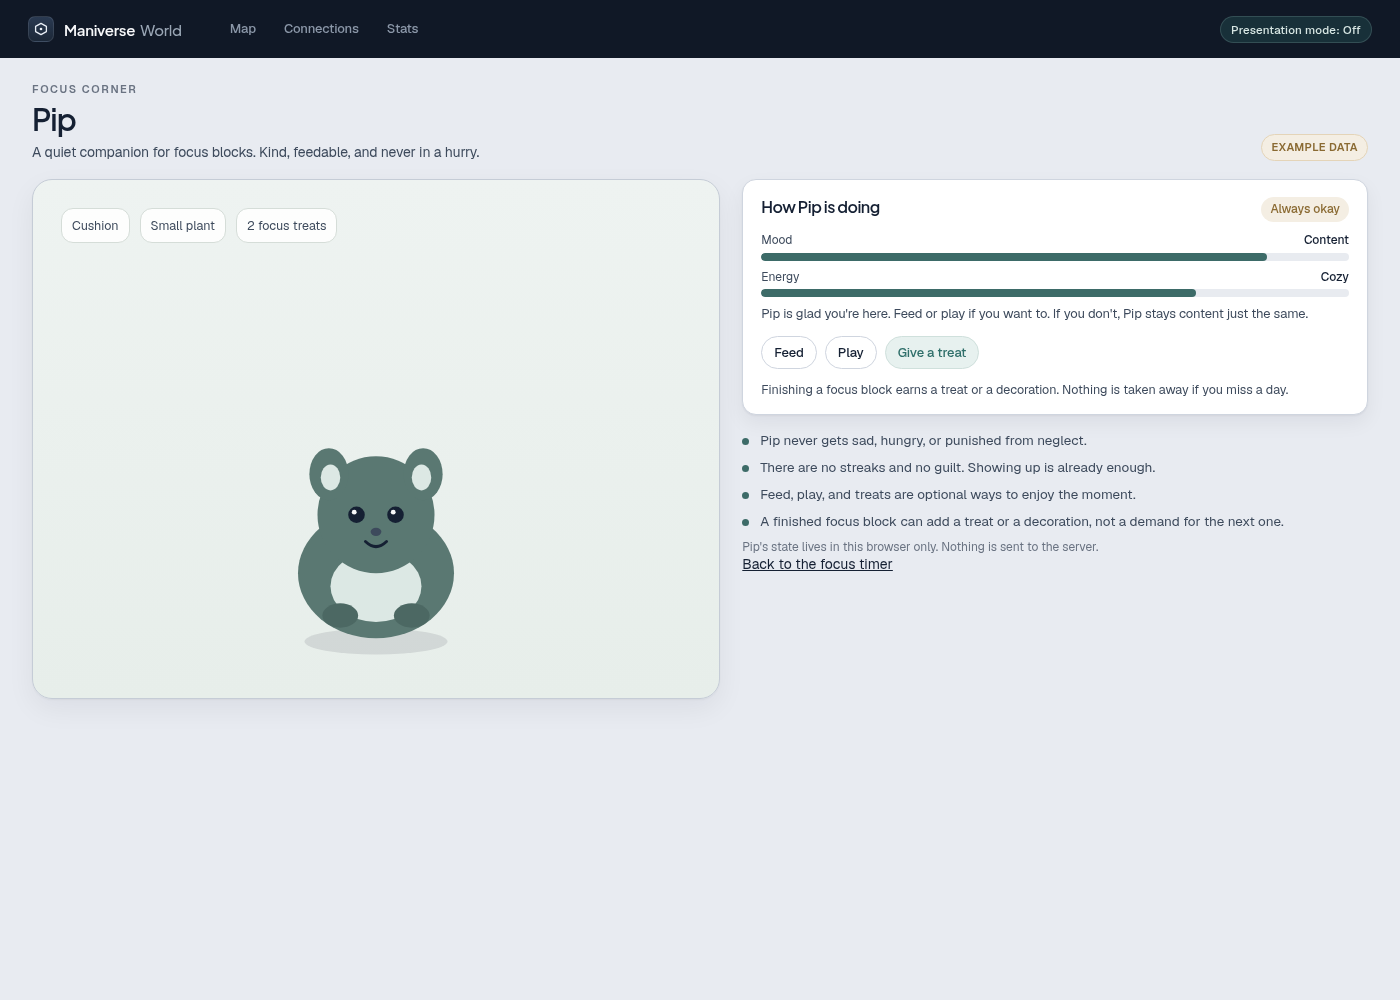 Maniverse World
Map
Connections
Stats
Presentation mode: Off
FOCUS CORNER
Pip
A quiet companion for focus blocks. Kind, feedable, and never in a hurry.
EXAMPLE DATA
Cushion
Small plant
2 focus treats
How Pip is doing
Always okay
Mood
Content
Energy
Cozy
Pip is glad you're here. Feed or play if you want to. If you don't, Pip stays content just the same.
Feed
Play
Give a treat
Finishing a focus block earns a treat or a decoration. Nothing is taken away if you miss a day.
Pip never gets sad, hungry, or punished from neglect.
There are no streaks and no guilt. Showing up is already enough.
Feed, play, and treats are optional ways to enjoy the moment.
A finished focus block can add a treat or a decoration, not a demand for the next one.
Pip's state lives in this browser only. Nothing is sent to the server.
Back to the focus timer